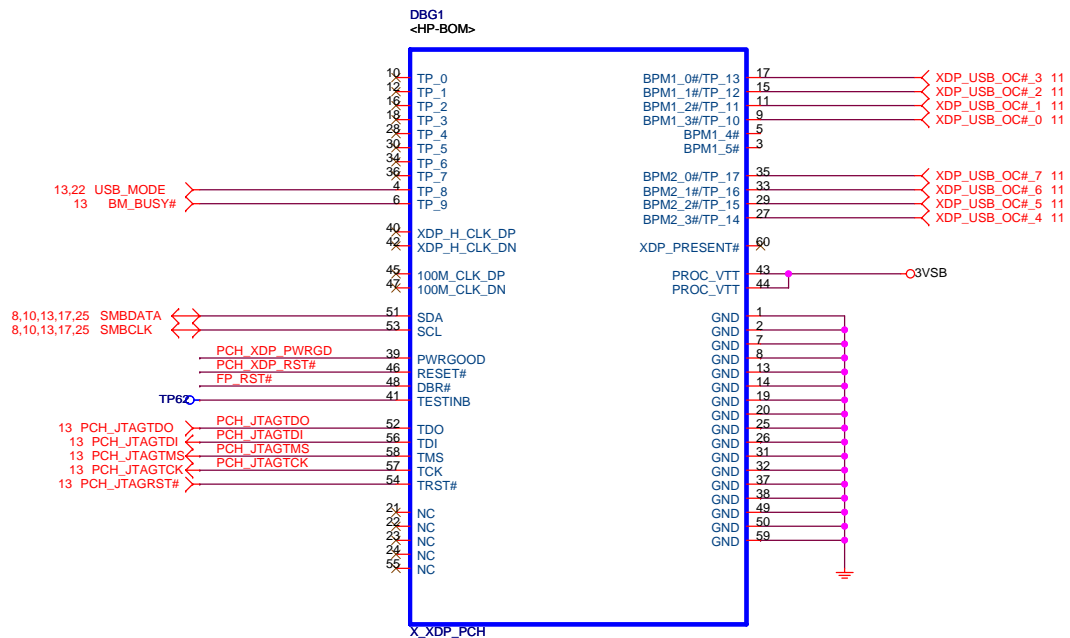 DBG1
<HP-BOM>
10 TP_0
12 TP_1
16 TP_2
18 TP_3
28 TP_4
30 TP_5
34 TP_6
36 TP_7
13,22 USB_MODE 4 TP_8
13 BM_BUSY# 6 TP_9
40 XDP_H_CLK_DP
42 XDP_H_CLK_DN
45 100M_CLK_DP
47 100M_CLK_DN
8,10,13,17,25 SMBDATA 51 SDA
8,10,13,17,25 SMBCLK 53 SCL
PCH_XDP_PWRGD 39 PWRGOOD
PCH_XDP_RST# 46 RESET#
FP_RST# 48 DBR#
TP62 41 TESTINB
13 PCH_JTAGTDO PCH_JTAGTDO 52 TDO
13 PCH_JTAGTDI PCH_JTAGTDI 56 TDI
13 PCH_JTAGTMS PCH_JTAGTMS 58 TMS
13 PCH_JTAGTCK PCH_JTAGTCK 57 TCK
13 PCH_JTAGRST# 54 TRST#
21 NC
22 NC
23 NC
24 NC
55 NC
BPM1_0#/TP_13 17 XDP_USB_OC#_3 11
BPM1_1#/TP_12 15 XDP_USB_OC#_2 11
BPM1_2#/TP_11 11 XDP_USB_OC#_1 11
BPM1_3#/TP_10 9 XDP_USB_OC#_0 11
BPM1_4# 5
BPM1_5# 3
BPM2_0#/TP_17 35 XDP_USB_OC#_7 11
BPM2_1#/TP_16 33 XDP_USB_OC#_6 11
BPM2_2#/TP_15 29 XDP_USB_OC#_5 11
BPM2_3#/TP_14 27 XDP_USB_OC#_4 11
XDP_PRESENT# 60
PROC_VTT 43 3VSB
PROC_VTT 44
GND 1
GND 2
GND 7
GND 8
GND 13
GND 14
GND 19
GND 20
GND 25
GND 26
GND 31
GND 32
GND 37
GND 38
GND 49
GND 50
GND 59
X_XDP_PCH